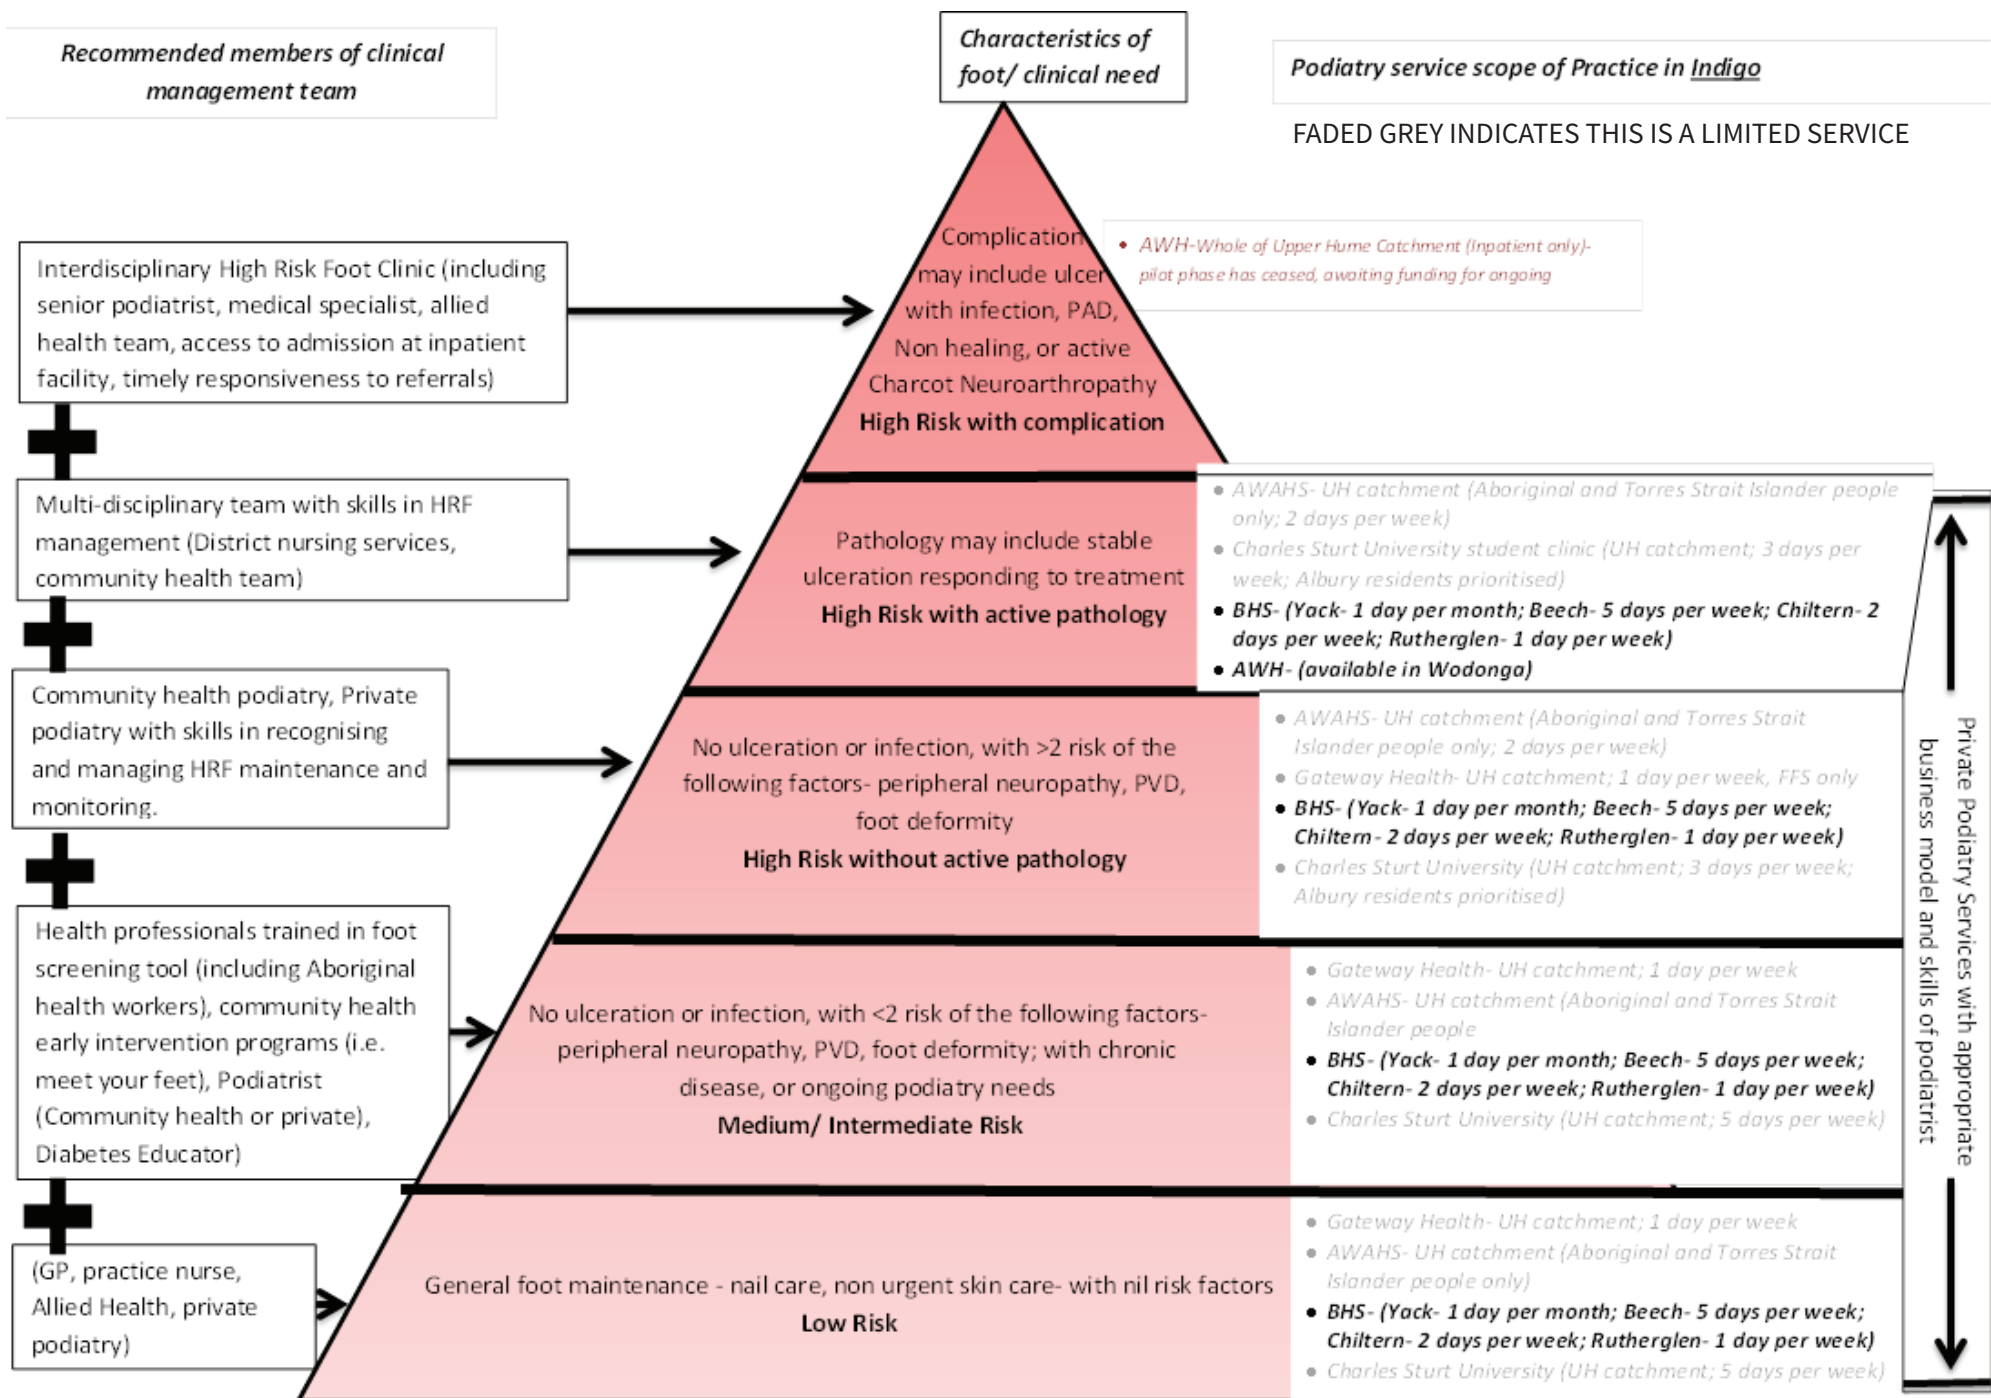 Recommended members of clinical
management team
Characteristics of
foot/ clinical need
Podiatry service scope of Practice in Indigo
FADED GREY INDICATES THIS IS A LIMITED SERVICE
Interdisciplinary High Risk Foot Clinic (including
senior podiatrist, medical specialist, allied
health team, access to admission at inpatient
facility, timely responsiveness to referrals)
Complication
may include ulcer
with infection, PAD,
Non healing, or active
Charcot Neuroarthropathy
High Risk with complication
• AWH-Whole of Upper Hume Catchment (Inpatient only)-
pilot phase has ceased, awaiting funding for ongoing
Multi-disciplinary team with skills in HRF
management (District nursing services,
community health team)
Pathology may include stable
ulceration responding to treatment
High Risk with active pathology
• AWAHS- UH catchment (Aboriginal and Torres Strait Islander people
only; 2 days per week)
• Charles Sturt University student clinic (UH catchment; 3 days per
week; Albury residents prioritised)
• BHS- (Yack- 1 day per month; Beech- 5 days per week; Chiltern- 2
days per week; Rutherglen- 1 day per week)
• AWH- (available in Wodonga)
Community health podiatry, Private
podiatry with skills in recognising
and managing HRF maintenance and
monitoring.
No ulceration or infection, with >2 risk of the
following factors- peripheral neuropathy, PVD,
foot deformity
High Risk without active pathology
• AWAHS- UH catchment (Aboriginal and Torres Strait
Islander people only; 2 days per week)
• Gateway Health- UH catchment; 1 day per week, FFS only
• BHS- (Yack- 1 day per month; Beech- 5 days per week;
Chiltern- 2 days per week; Rutherglen- 1 day per week)
• Charles Sturt University (UH catchment; 3 days per week;
Albury residents prioritised)
Health professionals trained in foot
screening tool (including Aboriginal
health workers), community health
early intervention programs (i.e.
meet your feet), Podiatrist
(Community health or private),
Diabetes Educator)
No ulceration or infection, with <2 risk of the following factors-
peripheral neuropathy, PVD, foot deformity; with chronic
disease, or ongoing podiatry needs
Medium/ Intermediate Risk
• Gateway Health- UH catchment; 1 day per week
• AWAHS- UH catchment (Aboriginal and Torres Strait
Islander people
• BHS- (Yack- 1 day per month; Beech- 5 days per week;
Chiltern- 2 days per week; Rutherglen- 1 day per week)
• Charles Sturt University (UH catchment; 5 days per week)
(GP, practice nurse,
Allied Health, private
podiatry)
General foot maintenance - nail care, non urgent skin care- with nil risk factors
Low Risk
• Gateway Health- UH catchment; 1 day per week
• AWAHS- UH catchment (Aboriginal and Torres Strait
Islander people only)
• BHS- (Yack- 1 day per month; Beech- 5 days per week;
Chiltern- 2 days per week; Rutherglen- 1 day per week)
• Charles Sturt University (UH catchment; 5 days per week)
Private Podiatry Services with appropriate
business model and skills of podiatrist